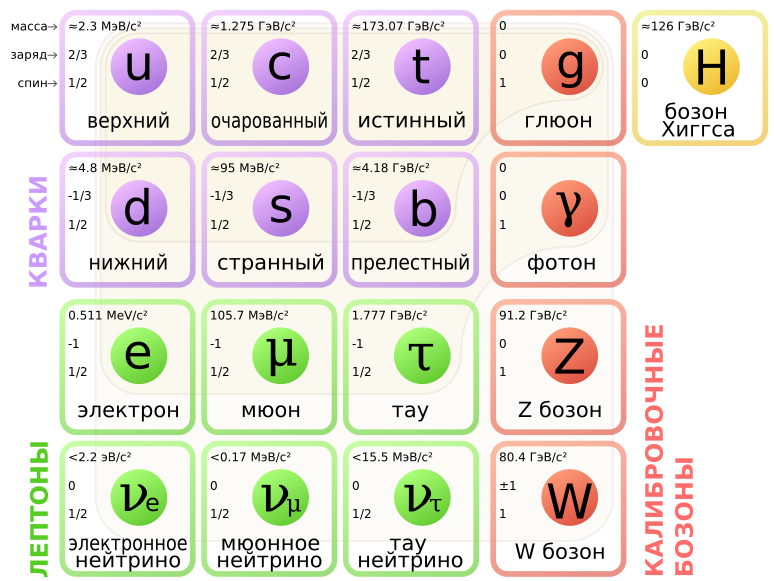 масса→
заряд→
спин→
≈2.3 МэВ/c²
2/3
1/2
u
верхний
≈1.275 ГэВ/c²
2/3
1/2
c
очарованный
≈173.07 ГэВ/c²
2/3
1/2
t
истинный
0
0
1
g
глюон
≈126 ГэВ/c²
0
0
H
бозон
Хиггса
КВАРКИ
≈4.8 МэВ/c²
-1/3
1/2
d
нижний
≈95 МэВ/c²
-1/3
1/2
s
странный
≈4.18 ГэВ/c²
-1/3
1/2
b
прелестный
0
0
1
γ
фотон
ЛЕПТОНЫ
0.511 MeV/c²
-1
1/2
e
электрон
105.7 МэВ/c²
-1
1/2
μ
мюон
1.777 ГэВ/c²
-1
1/2
τ
тау
91.2 ГэВ/c²
0
1
Z
Z бозон
<2.2 эВ/c²
0
1/2
νe
электронное
нейтрино
<0.17 МэВ/c²
0
1/2
νμ
мюонное
нейтрино
<15.5 МэВ/c²
0
1/2
ντ
тау
нейтрино
80.4 ГэВ/c²
±1
1
W
W бозон
КАЛИБРОВОЧНЫЕ
БОЗОНЫ